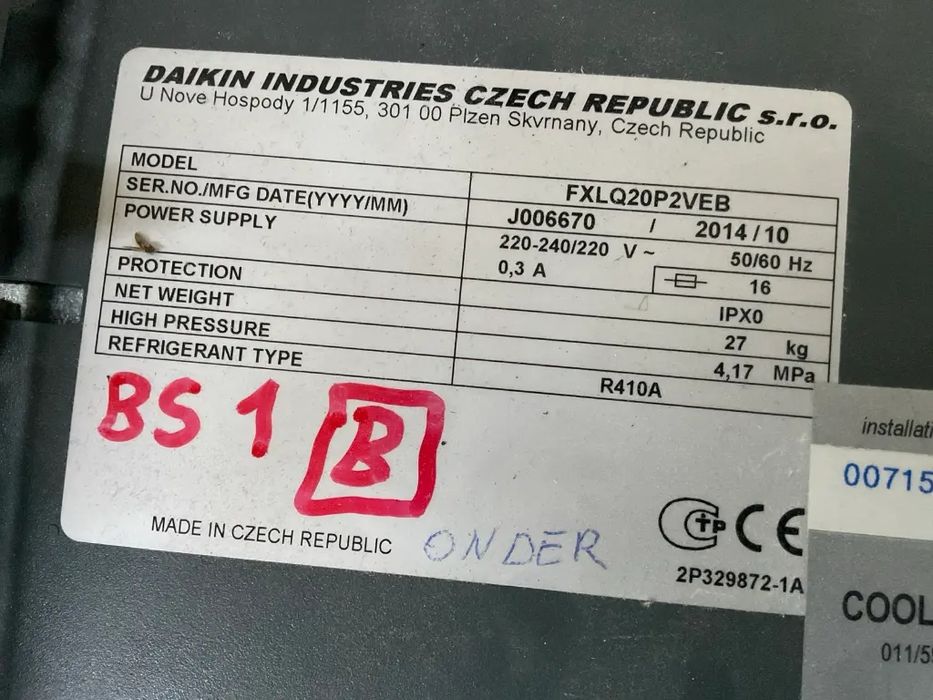 DAIKIN INDUSTRIES CZECH REPUBLIC s.r.o.
U Nove Hospody 1/1155, 301 00 Plzen Skvrnany, Czech Republic
MODEL FXLQ20P2VEB
SER.NO./MFG DATE(YYYY/MM) J006670 / 2014/10
POWER SUPPLY 220-240/220 V ~ 50/60 Hz
0,3 A 16
PROTECTION IPX0
NET WEIGHT 27 kg
HIGH PRESSURE 4,17 MPa
REFRIGERANT TYPE R410A
BS 1 B
MADE IN CZECH REPUBLIC
ONDER
CE
2P329872-1A
installati
00715
COOL
011/5